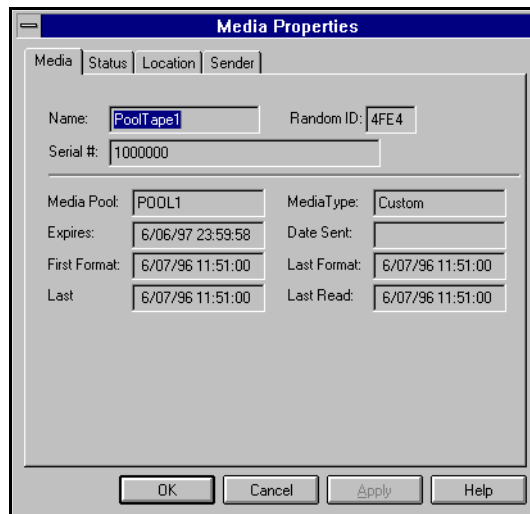 Media Properties
Media Status Location Sender
Name: PoolTape1 Random ID: 4FE4
Serial #: 1000000
Media Pool: POOL1 MediaType: Custom
Expires: 6/06/97 23:59:58 Date Sent:
First Format: 6/07/96 11:51:00 Last Format: 6/07/96 11:51:00
Last 6/07/96 11:51:00 Last Read: 6/07/96 11:51:00
OK Cancel Apply Help